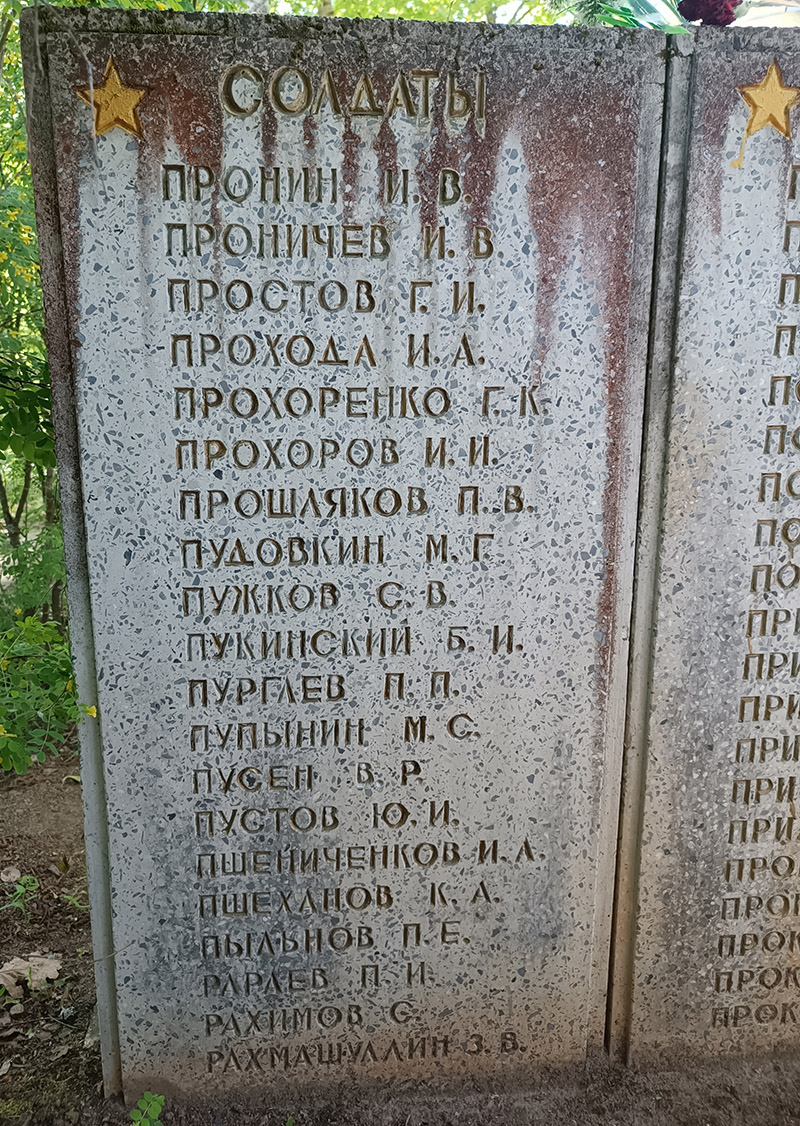 СОЛДАТЫ
ПРОНИН И. В.
ПРОНИЧЕВ И. В
ПРОСТОВ Г. И.
ПРОХОДА И. А.
ПРОХОРЕНКО Г. К.
ПРОХОРОВ И. И.
ПРОШЛЯКОВ П. В.
ПУДОВКИН М. Г
ПУЖКОВ С. В.
ПУКИНСКИЙ Б. И.
ПУРГАЕВ П. П.
ПУПЫНИН М. С.
ПУСЕН В. Р.
ПУСТОВ Ю. И.
ПШЕНИЧЕНКОВ И. А.
ПШЕХАНОВ К. А.
ПЫЛЬНОВ П. Е.
П. И.
РАХИМОВ С.
РАХМАШУЛЛИН З. В.